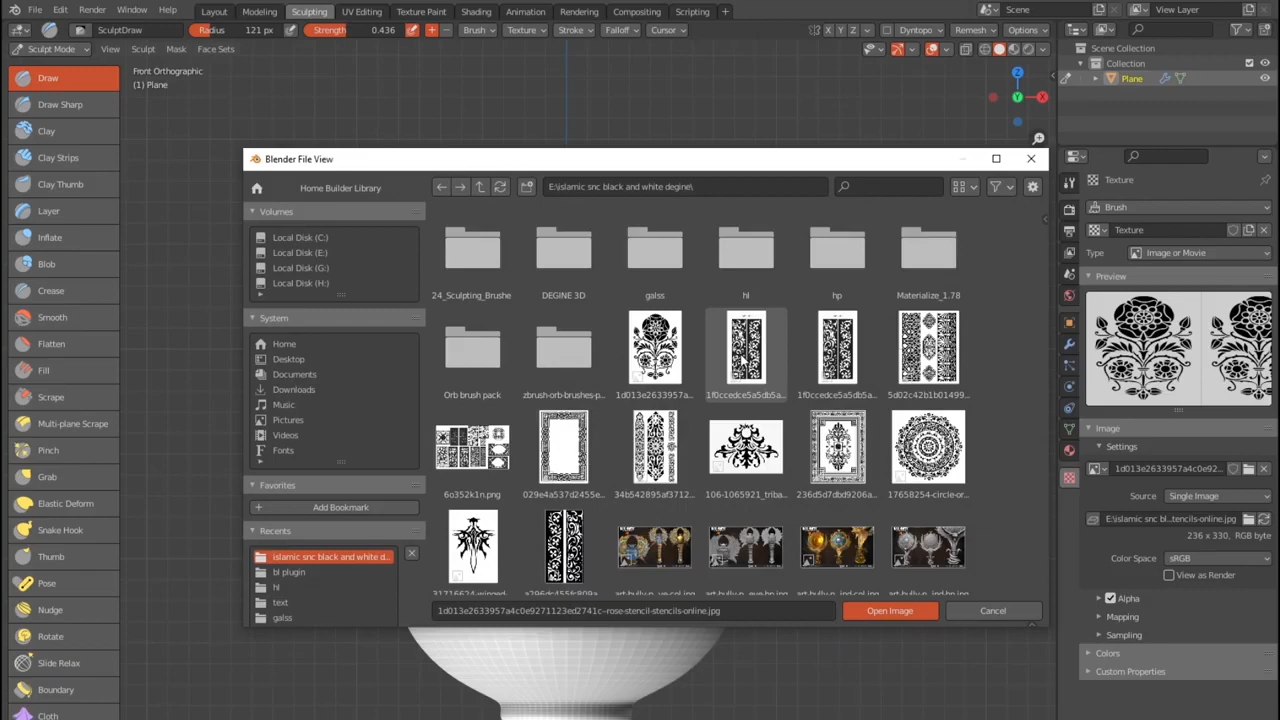 File Edit Render Window Help Layout Modeling Sculpting UV Editing Texture Paint Shading Animation Rendering Compositing Scripting + Scene View Layer
SculptDraw Radius 121 px Strength 0.436 Brush Texture Stroke Falloff Cursor X Y Z Dyntopo Remesh Options
Sculpt Mode View Sculpt Mask Face Sets
Scene Collection
Collection
Plane
Front Orthographic
(1) Plane
Z
X
Y
Draw
Draw Sharp
Clay
Clay Strips
Clay Thumb
Layer
Inflate
Blob
Crease
Smooth
Flatten
Fill
Scrape
Multi-plane Scrape
Pinch
Grab
Elastic Deform
Snake Hook
Thumb
Pose
Nudge
Rotate
Slide Relax
Boundary
Cloth
Blender File View
Home Builder Library E:\islamic snc black and white degine\
Volumes
Local Disk (C:)
Local Disk (E:)
Local Disk (G:)
Local Disk (H:)
System
Home
Desktop
Documents
Downloads
Music
Pictures
Videos
Fonts
Favorites
Add Bookmark
Recents
islamic snc black and white d...
bl plugin
hl
text
galss
24_Sculpting_Brushe DEGINE 3D galss hl hp Materialize_1.78
Orb brush pack zbrush-orb-brushes-p... 1d013e2633957a... 1f0ccedce5a5db5a... 1f0ccedce5a5db5a... 5d02c42b1b01499...
6o352k1n.png 029e4a537d2455e... 34b542895af3712... 106-1065921_triba... 236d5d7dbd9206a... 17658254-circle-or...
1d013e2633957a4c0e9271123ed2741c--rose-stencil-stencils-online.jpg Open Image Cancel
Texture
Brush
Texture
Type Image or Movie
Preview
Image
Settings
1d013e2633957a4c0e92...
Source Single Image
E:\islamic snc bl...tencils-online.jpg
236 x 330, RGB byte
Color Space sRGB
View as Render
Alpha
Mapping
Sampling
Colors
Custom Properties